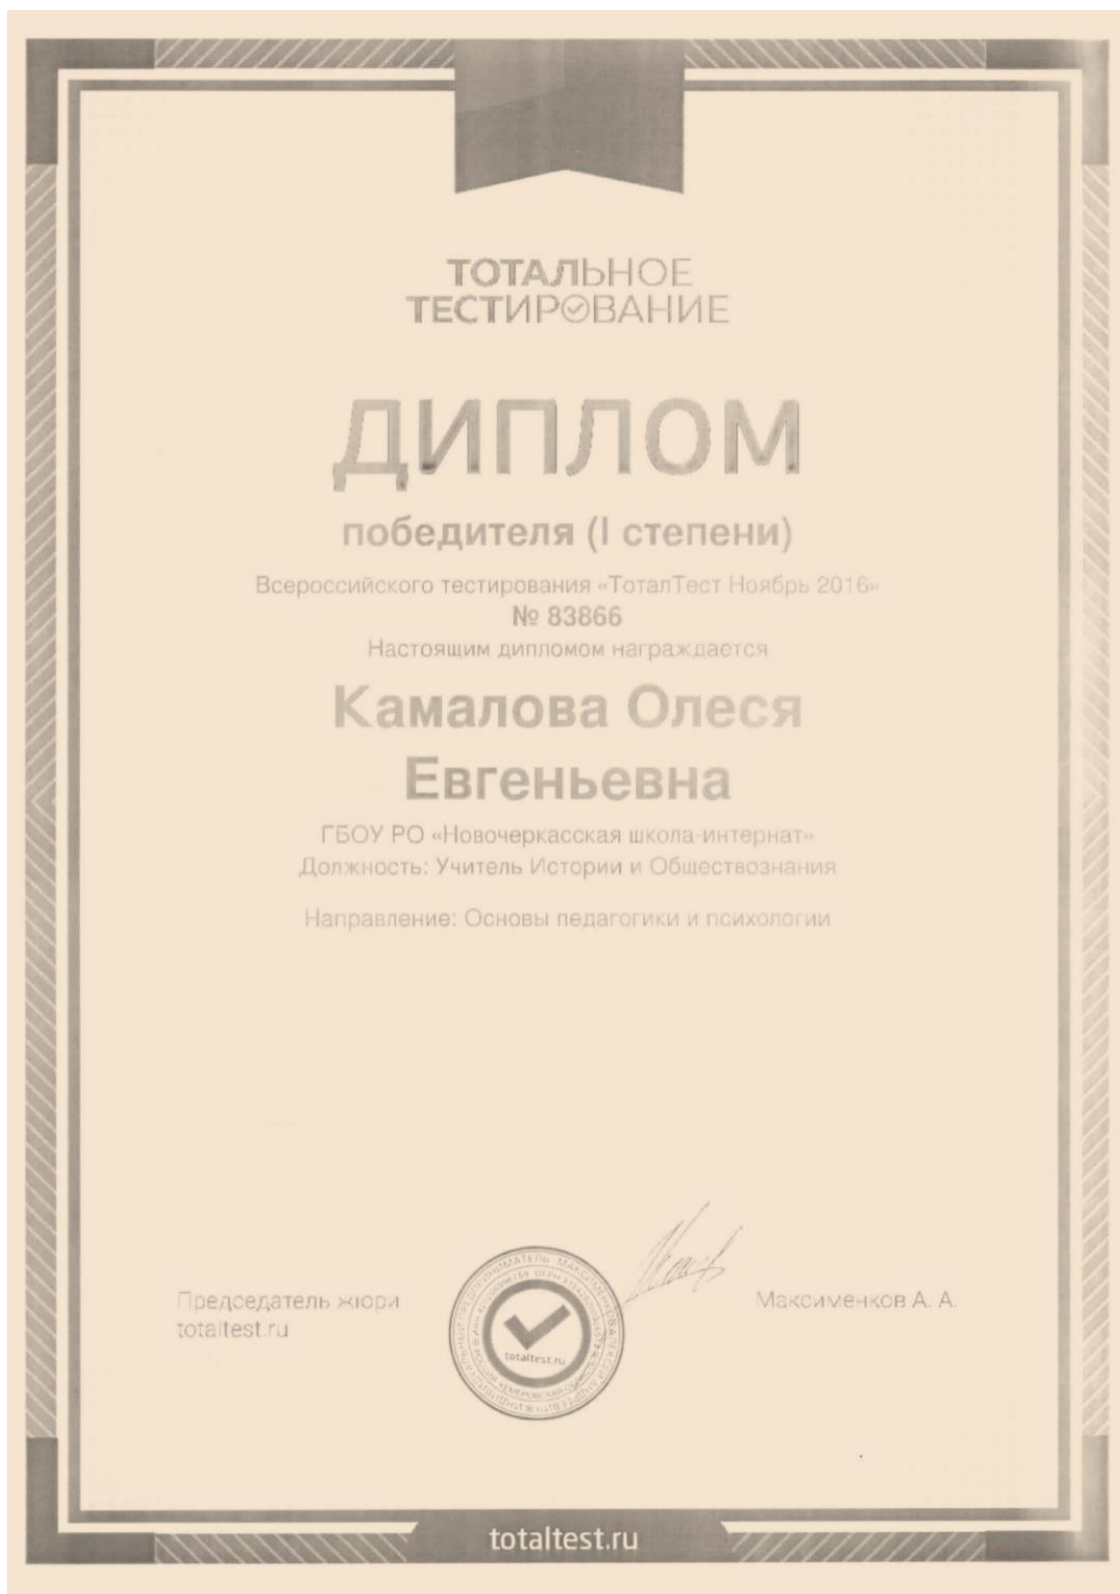 ТОТАЛЬНОЕ
ТЕСТИРОВАНИЕ
ДИПЛОМ
победителя (I степени)
Всероссийского тестирования «ТоталТест Ноябрь 2016»
№ 83866
Настоящим дипломом награждается
Камалова Олеся
Евгеньевна
ГБОУ РО «Новочеркасская школа-интернат»
Должность: Учитель Истории и Обществознания
Направление: Основы педагогики и психологии
Председатель жюри
totaltest.ru
totaltest.ru
Максименков А. А.
totaltest.ru